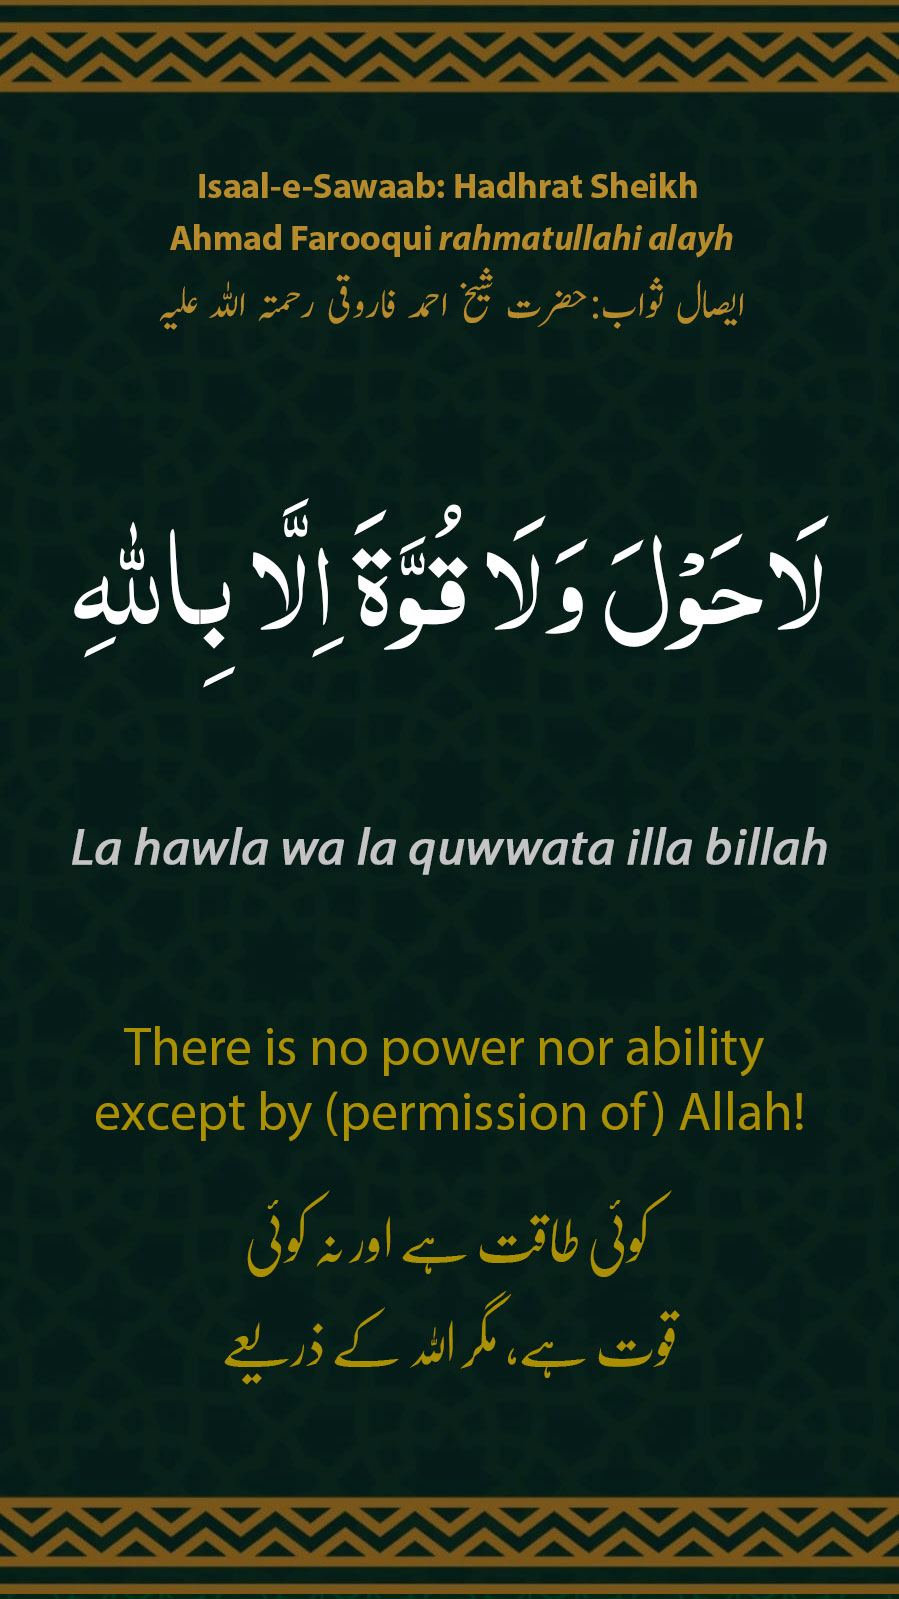 Isaal-e-Sawaab: Hadhrat Sheikh
Ahmad Farooqui rahmatullahi alayh
ایصال ثواب: حضرت شیخ احمد فاروقی رحمتہ اللہ علیہ
لَا حَوْلَ وَلَا قُوَّةَ اِلَّا بِاللّٰهِ
La hawla wa la quwwata illa billah
There is no power nor ability
except by (permission of) Allah!
کوئی طاقت ہے اور نہ کوئی
قوت ہے، مگر اللہ کے ذریعے